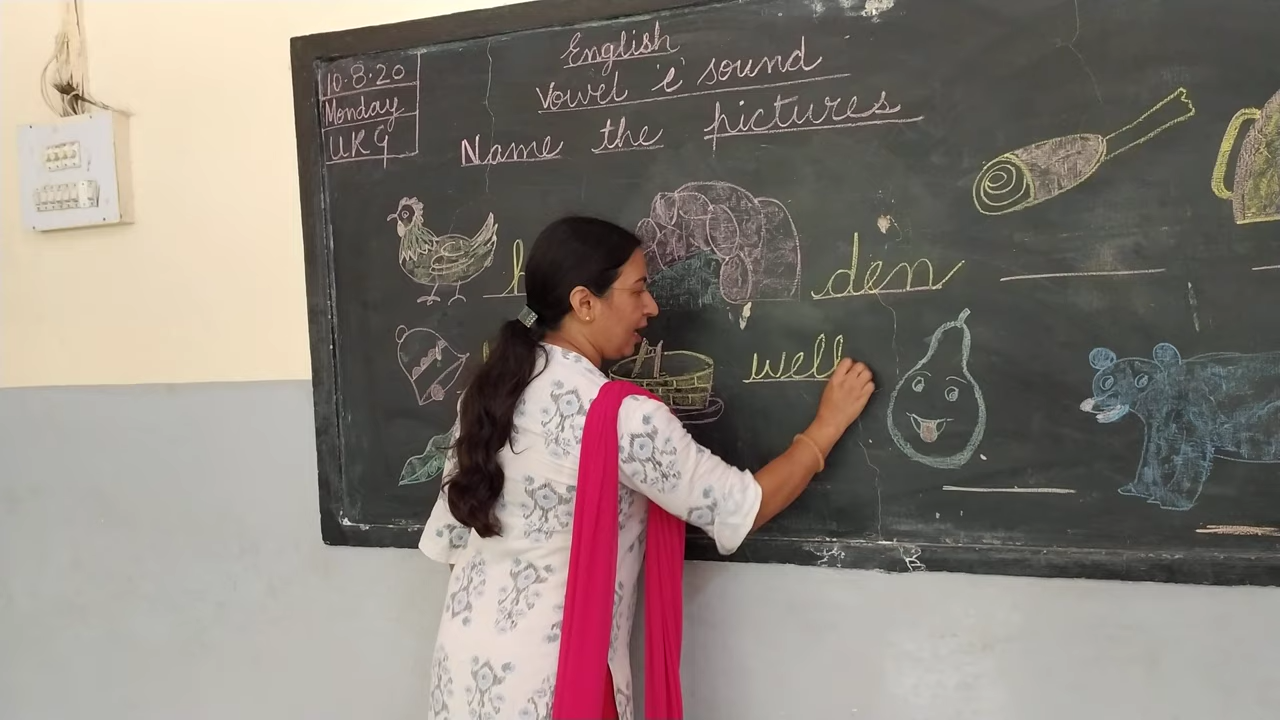 10.8.20
Monday
UKG
English
Vowel 'e' sound
Name the pictures
den
well